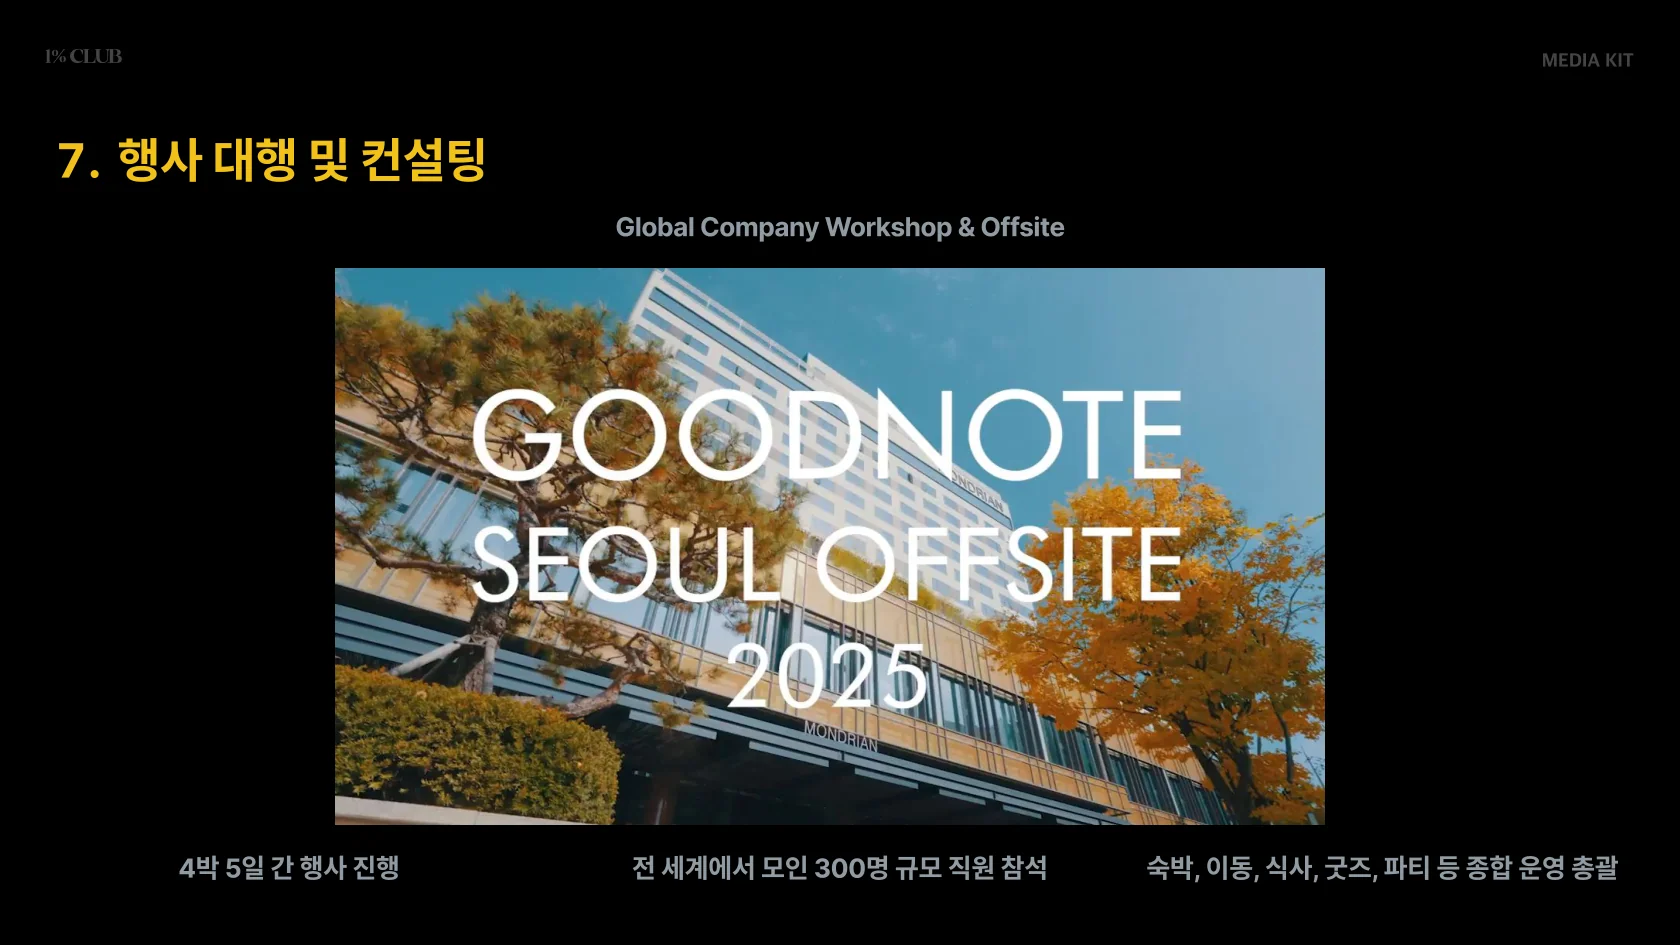 1% CLUB
MEDIA KIT
7. 행사 대행 및 컨설팅
Global Company Workshop & Offsite
GOODNOTE
SEOUL OFFSITE
2025
MONDRIAN
4박 5일 간 행사 진행
전 세계에서 모인 300명 규모 직원 참석
숙박, 이동, 식사, 굿즈, 파티 등 종합 운영 총괄